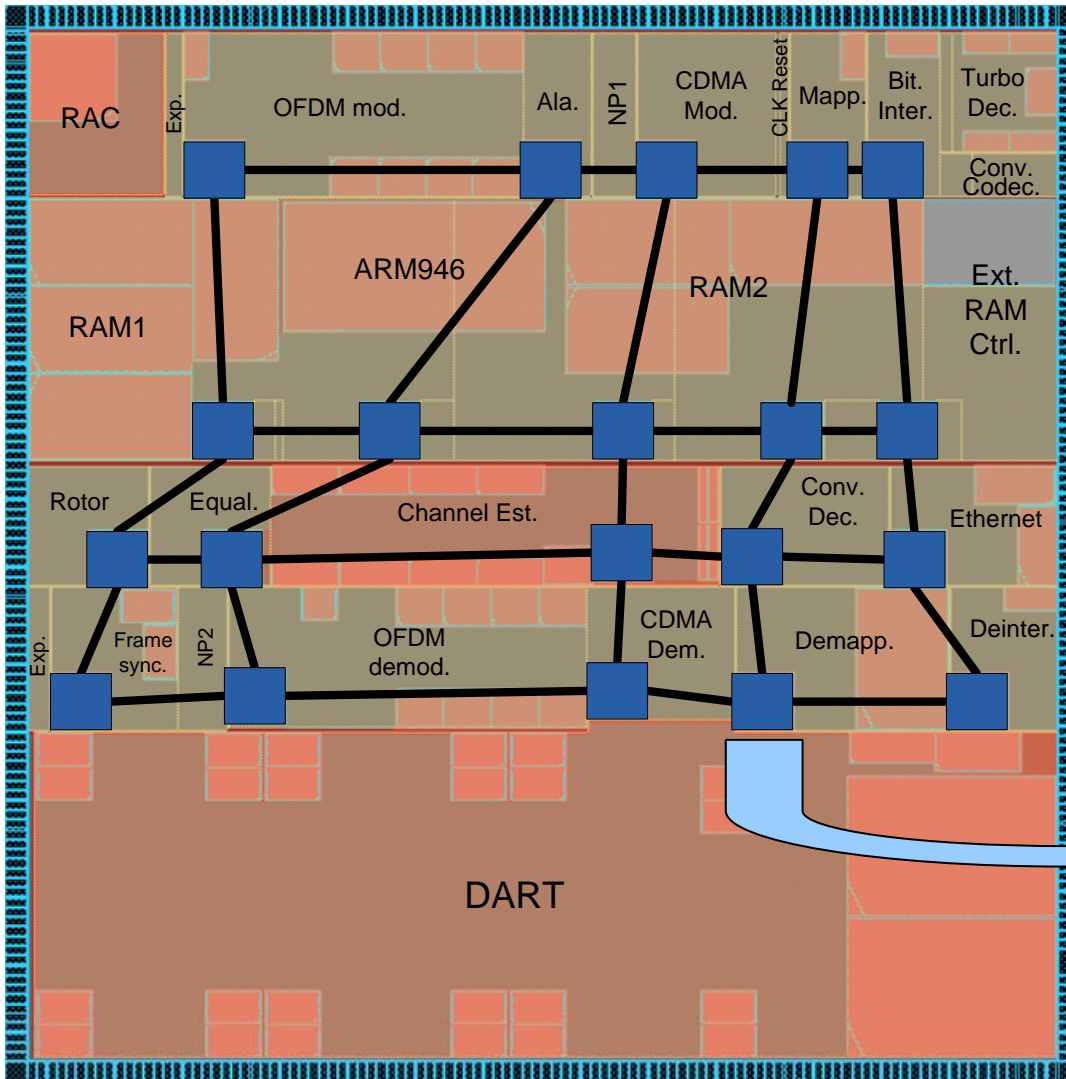 RAC
Exp.
OFDM mod.
Ala.
NP1
CDMA
Mod.
CLK Reset
Mapp.
Bit.
Inter.
Turbo
Dec.
Conv.
Codec.
RAM1
ARM946
RAM2
Ext.
RAM
Ctrl.
Rotor
Equal.
Channel Est.
Conv.
Dec.
Ethernet
Exp.
Frame
sync.
NP2
OFDM
demod.
CDMA
Dem.
Demapp.
Deinter.
DART